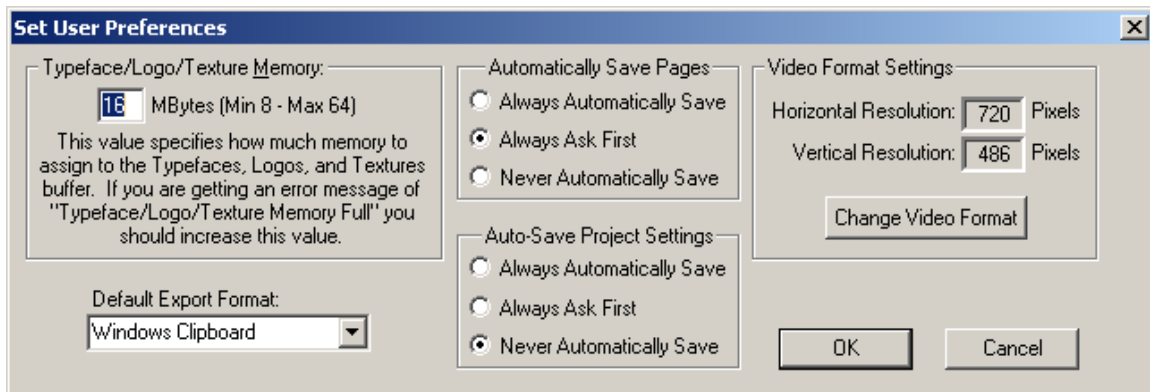 Set User Preferences
Typeface/Logo/Texture Memory:
16 MBytes (Min 8 - Max 64)
This value specifies how much memory to
assign to the Typefaces, Logos, and Textures
buffer. If you are getting an error message of
"Typeface/Logo/Texture Memory Full" you
should increase this value.
Default Export Format:
Windows Clipboard
Automatically Save Pages
Always Automatically Save
Always Ask First
Never Automatically Save
Auto-Save Project Settings
Always Automatically Save
Always Ask First
Never Automatically Save
Video Format Settings
Horizontal Resolution: 720 Pixels
Vertical Resolution: 486 Pixels
Change Video Format
OK
Cancel